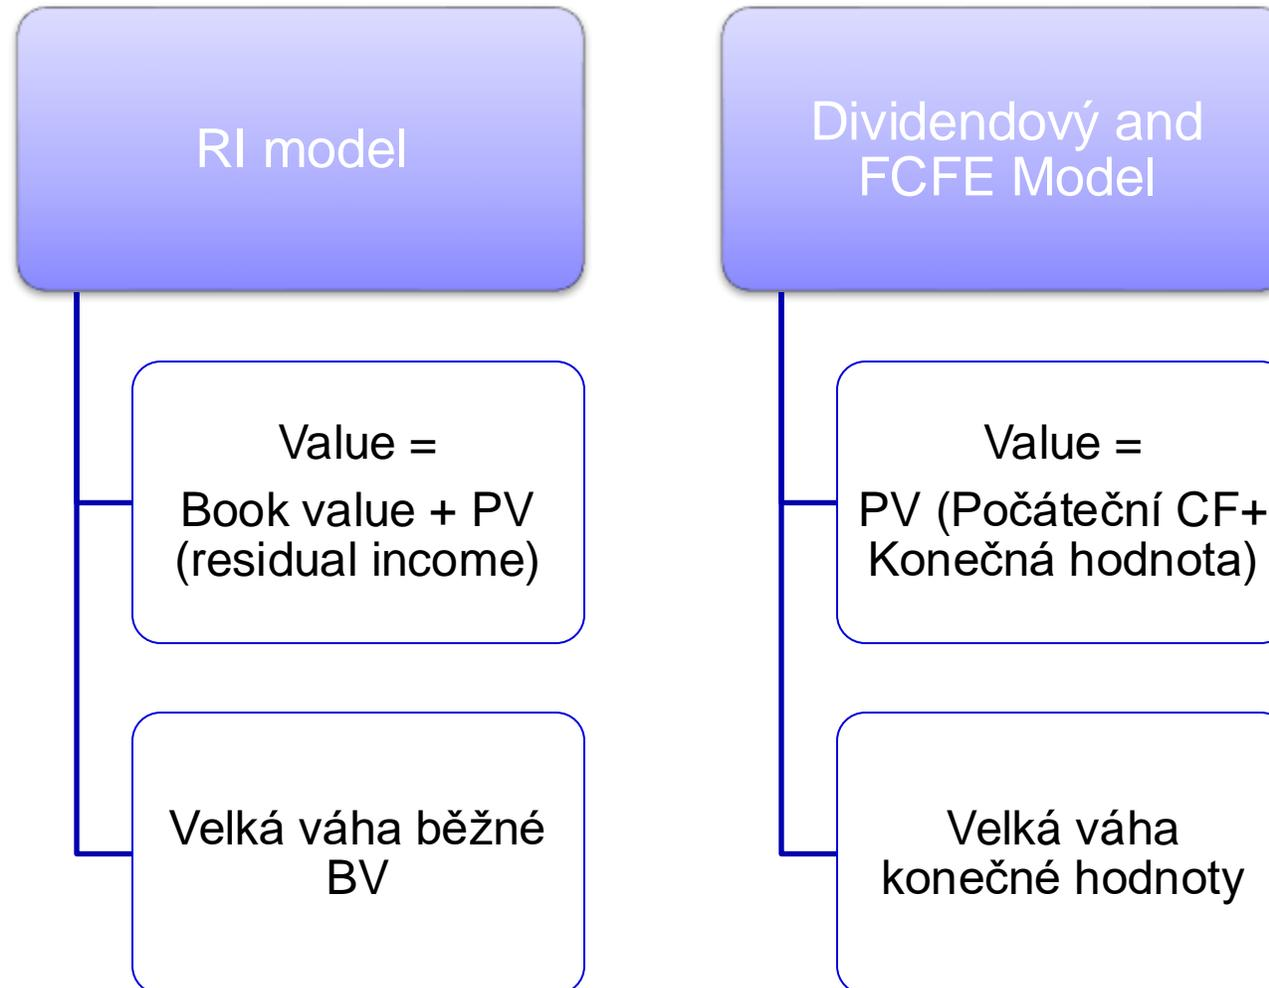 RI model
Value =
Book value + PV
(residual income)
Velká váha běžné
BV
Dividendový and
FCFE Model
Value =
PV (Počáteční CF+
Konečná hodnota)
Velká váha
konečné hodnoty